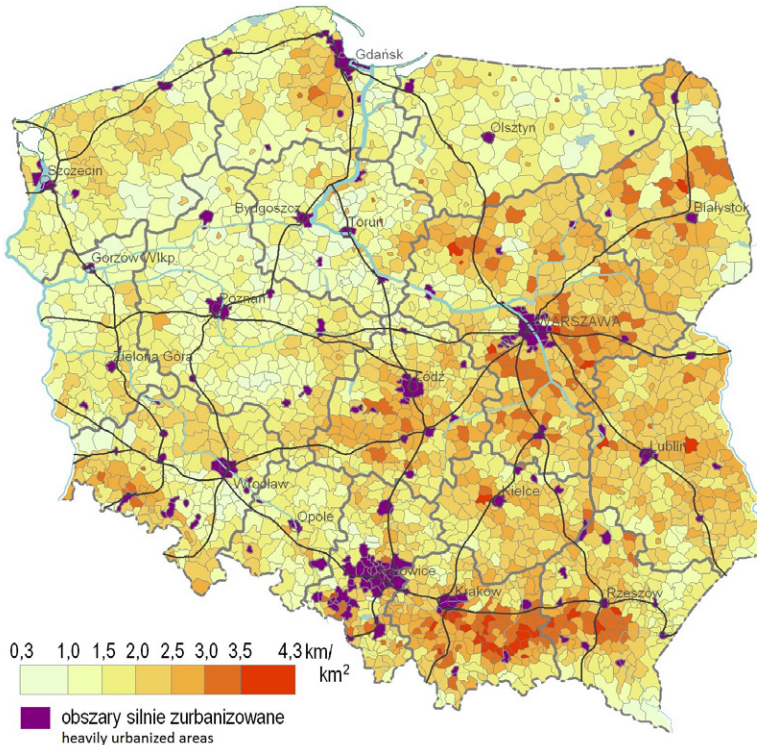 Gdańsk
Olsztyn
Szczecin
Białystok
Bydgoszcz
Toruń
Gorzów Wlkp.
Poznań
WARSZAWA
Zielona Góra
Łódź
Lublin
Wrocław
Kielce
Opole
Katowice
Kraków
Rzeszów
0,3 1,0 2,0 2,5 3,0 3,5 4,3 km/
km²
obszary silnie zurbanizowane
heavily urbanized areas